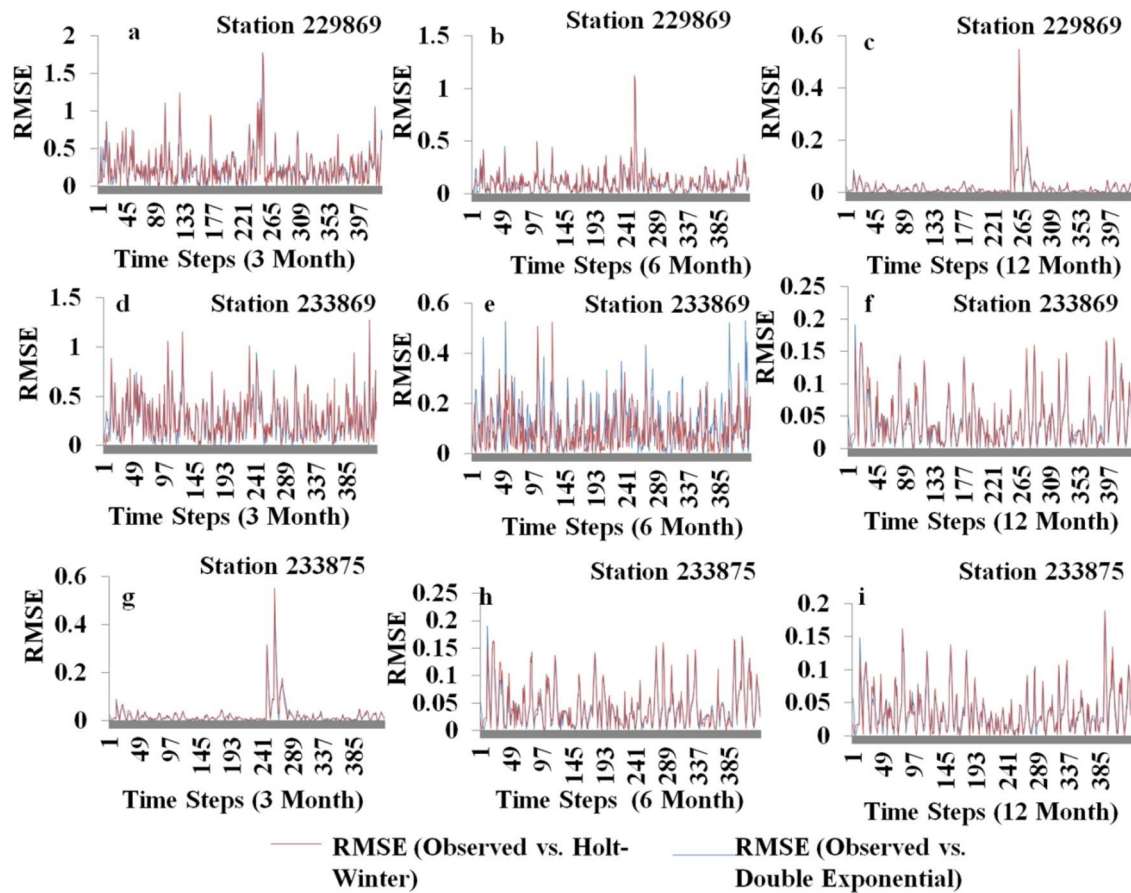 a Station 229869
RMSE
2
1.5
1
0.5
0
1 45 89 133 177 221 265 309 353 397
Time Steps (3 Month)
b Station 229869
RMSE
1.5
1
0.5
0
1 49 97 145 193 241 289 337 385
Time Steps (6 Month)
c Station 229869
RMSE
0.6
0.4
0.2
0
1 45 89 133 177 221 265 309 353 397
Time Steps (12 Month)
d Station 233869
RMSE
1.5
1
0.5
0
1 49 97 145 193 241 289 337 385
Time Steps (3 Month)
e Station 233869
RMSE
0.6
0.4
0.2
0
1 49 97 145 193 241 289 337 385
Time Steps (6 Month)
f Station 233869
RMSE
0.25
0.2
0.15
0.1
0.05
0
1 45 89 133 177 221 265 309 353 397
Time Steps (12 Month)
g Station 233875
RMSE
0.6
0.4
0.2
0
1 49 97 145 193 241 289 337 385
Time Steps (3 Month)
h Station 233875
RMSE
0.25
0.2
0.15
0.1
0.05
0
1 49 97 145 193 241 289 337 385
Time Steps (6 Month)
i Station 233875
RMSE
0.25
0.2
0.15
0.1
0.05
0
1 49 97 145 193 241 289 337 385
Time Steps (12 Month)
RMSE (Observed vs. Holt-
Winter)
RMSE (Observed vs.
Double Exponential)